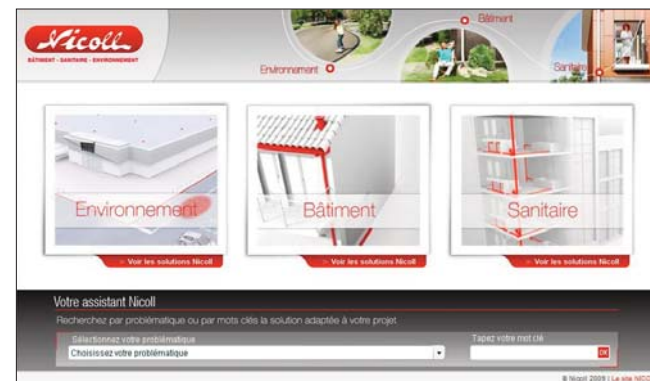 Nicoll
BÂTIMENT - SANITAIRE - ENVIRONNEMENT
Bâtiment
Environnement
Sanitaire
Environnement
Bâtiment
Sanitaire
> Voir les solutions Nicoll
> Voir les solutions Nicoll
> Voir les solutions Nicoll
Votre assistant Nicoll
Recherchez par problématique ou par mots clés la solution adaptée à votre projet
Sélectionnez votre problématique
Tapez votre mot clé
Choisissez votre problématique
OK
© Nicoll 2009 | Le site NICO